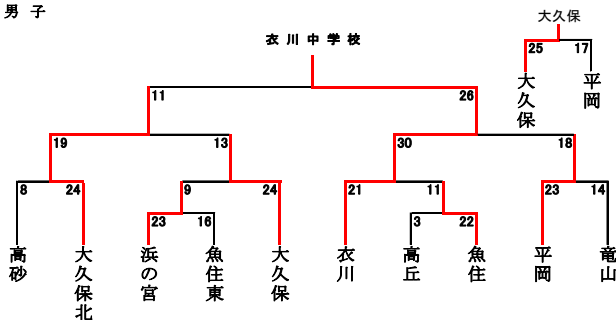 男子
大久保
衣川中学校
25 17
大久保 平岡
11 26
19 13 30 18
8 24 9 24 21 11 23 14
23 16 3 22
高砂 大久保北 浜の宮 魚住東 大久保 衣川 高丘 魚住 平岡 竜山